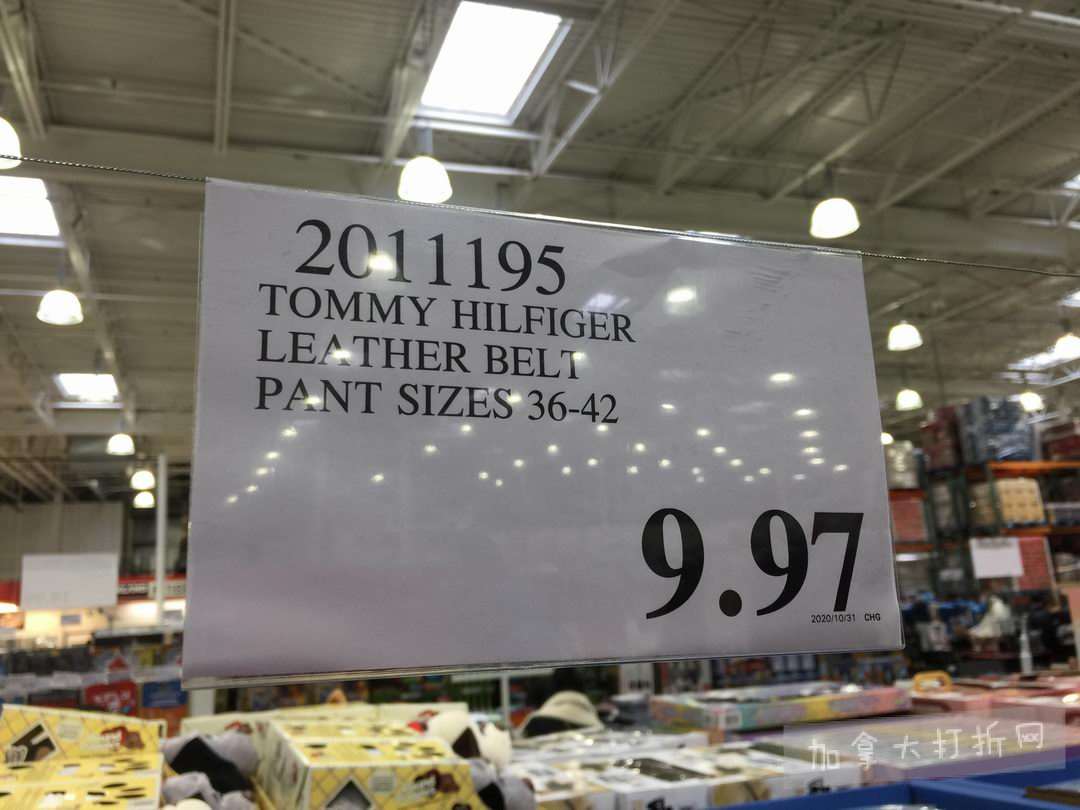 2011195
TOMMY HILFIGER
LEATHER BELT
PANT SIZES 36-42
9.97
2020/10/31 CHG
加拿大打折网